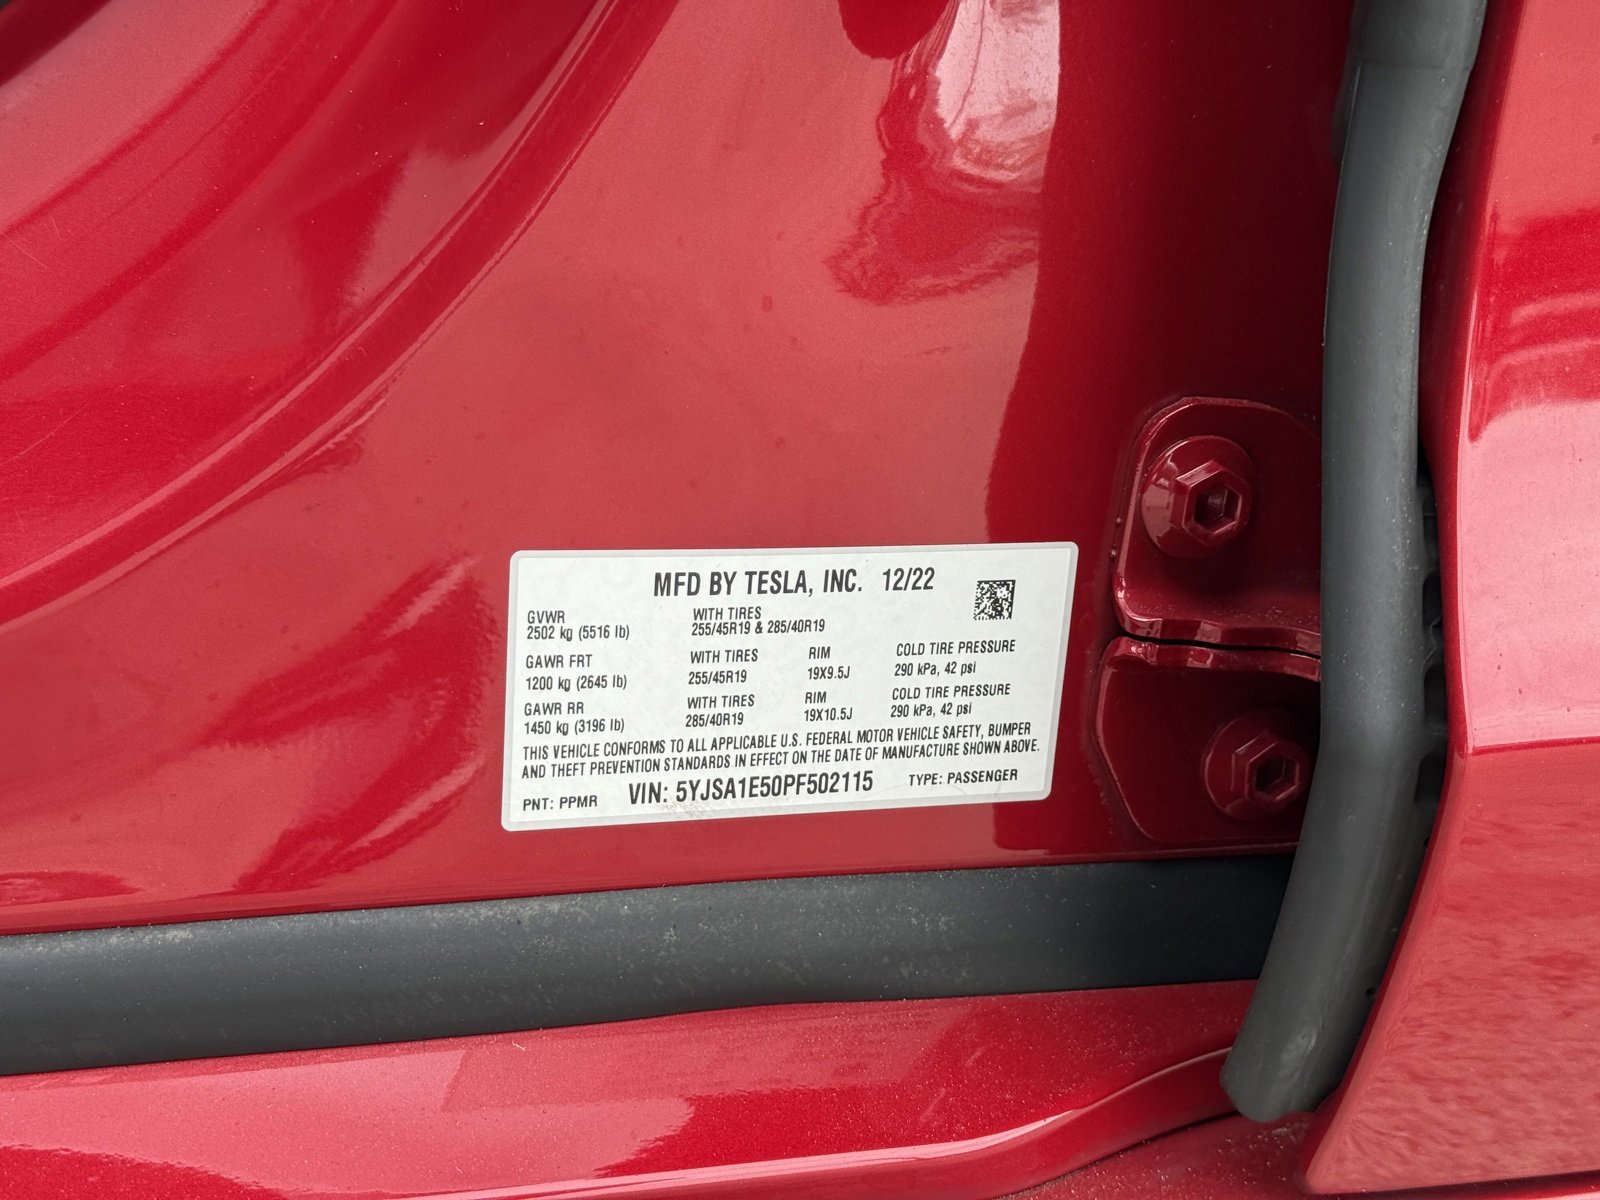 MFD BY TESLA, INC. 12/22
GVWR WITH TIRES
2502 kg (5516 lb) 255/45R19 & 285/40R19
GAWR FRT WITH TIRES RIM COLD TIRE PRESSURE
1200 kg (2645 lb) 255/45R19 19X9.5J 290 kPa, 42 psi
GAWR RR WITH TIRES RIM COLD TIRE PRESSURE
1450 kg (3196 lb) 285/40R19 19X10.5J 290 kPa, 42 psi
THIS VEHICLE CONFORMS TO ALL APPLICABLE U.S. FEDERAL MOTOR VEHICLE SAFETY, BUMPER
AND THEFT PREVENTION STANDARDS IN EFFECT ON THE DATE OF MANUFACTURE SHOWN ABOVE.
PNT: PPMR VIN: 5YJSA1E50PF502115 TYPE: PASSENGER